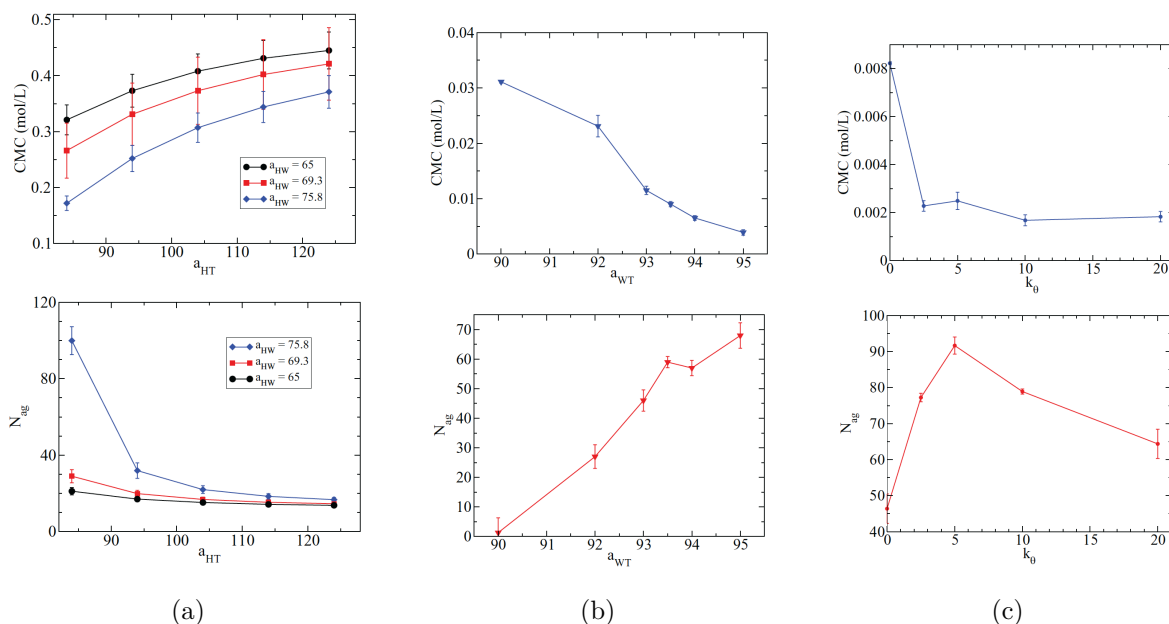 0.5
0.4
0.3
0.2
0.1
CMC (mol/L)
a_HW = 65
a_HW = 69.3
a_HW = 75.8
90 100 110 120
a_HT
120
80
40
0
N_ag
a_HW = 75.8
a_HW = 69.3
a_HW = 65
90 100 110 120
a_HT
(a)
0.04
0.03
0.02
0.01
0
CMC (mol/L)
90 91 92 93 94 95
a_WT
70
60
50
40
30
20
10
0
N_ag
90 91 92 93 94 95
a_WT
(b)
0.008
0.006
0.004
0.002
0
CMC (mol/L)
0 5 10 15 20
k_θ
100
90
80
70
60
50
40
N_ag
0 5 10 15 20
k_θ
(c)